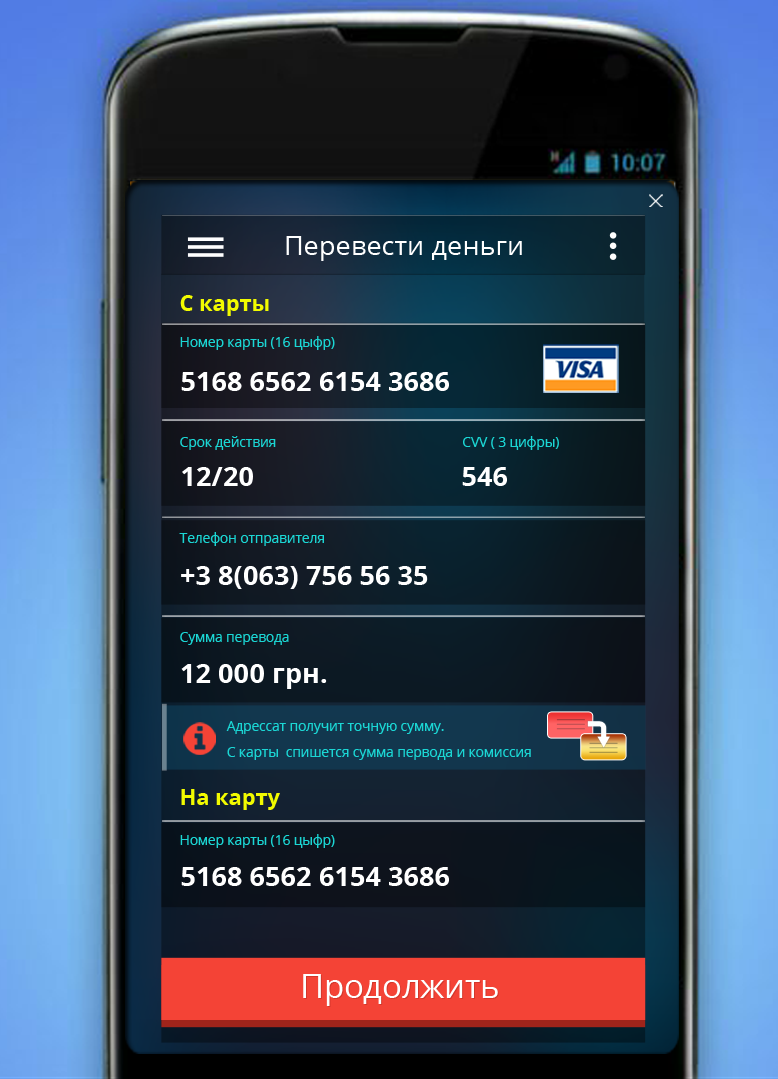 H 10:07
Перевести деньги
С карты
Номер карты (16 цыфр)
5168 6562 6154 3686
VISA
Срок действия
CVV ( 3 цифры)
12/20
546
Телефон отправителя
+3 8(063) 756 56 35
Сумма перевода
12 000 грн.
Адрессат получит точную сумму.
С карты спишется сумма первода и комиссия
На карту
Номер карты (16 цыфр)
5168 6562 6154 3686
Продолжить